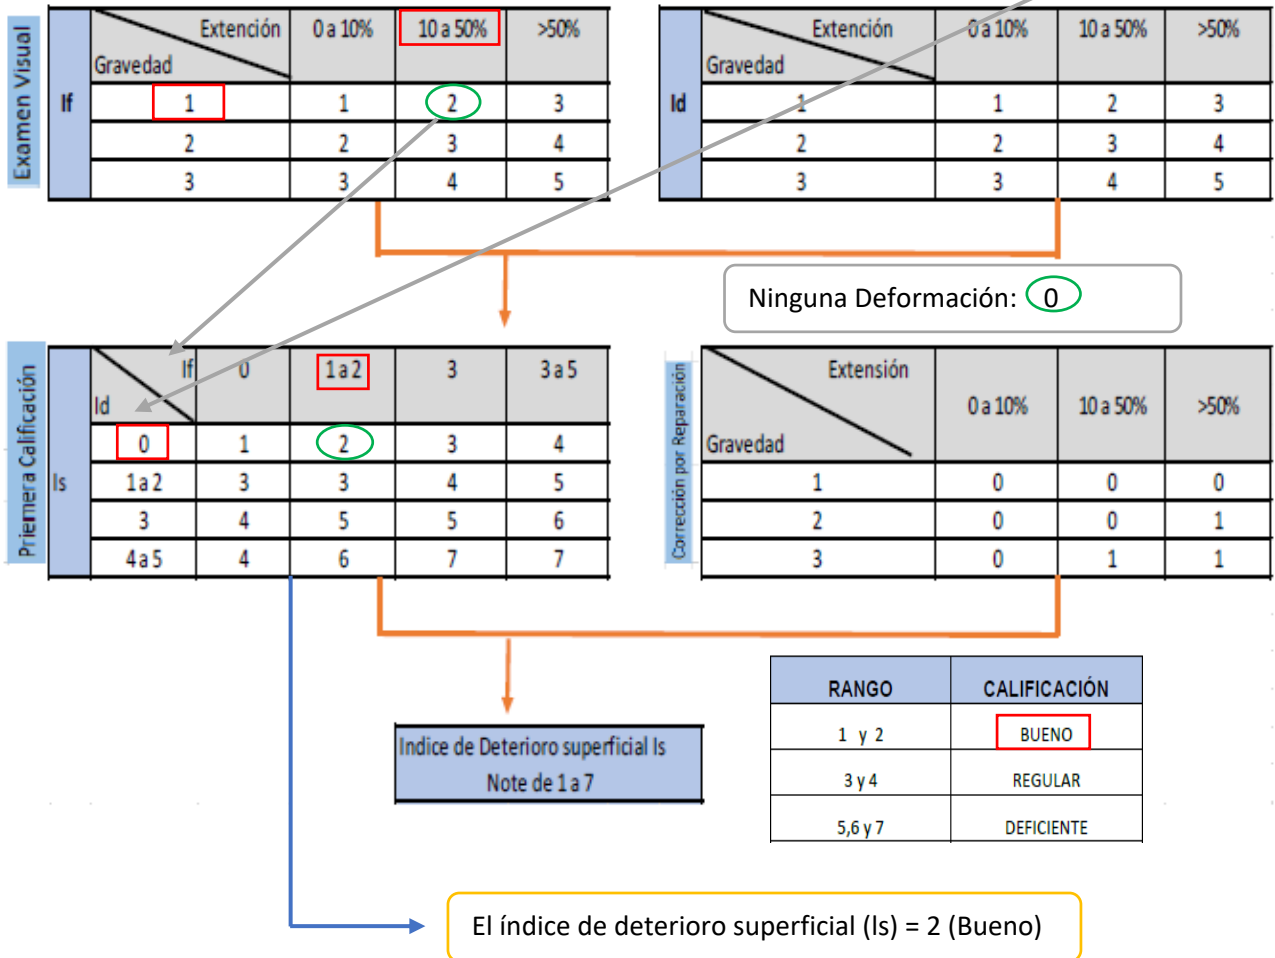 Examen Visual
If
Extención 0 a 10% 10 a 50% >50%
Gravedad
1 1 2 3
2 2 3 4
3 3 4 5
Id
Extención 0 a 10% 10 a 50% >50%
Gravedad
1 1 2 3
2 2 3 4
3 3 4 5
Ninguna Deformación: 0
Priemera Calificación
Is
If 0 1 a 2 3 3 a 5
Id
0 1 2 3 4
1 a 2 3 3 4 5
3 4 5 5 6
4 a 5 4 6 7 7
Corrección por Reparación
Extensión
0 a 10% 10 a 50% >50%
Gravedad
1 0 0 0
2 0 0 1
3 0 1 1
Indice de Deterioro superficial Is
Note de 1 a 7
RANGO CALIFICACIÓN
1 y 2 BUENO
3 y 4 REGULAR
5,6 y 7 DEFICIENTE
El índice de deterioro superficial (ls) = 2 (Bueno)